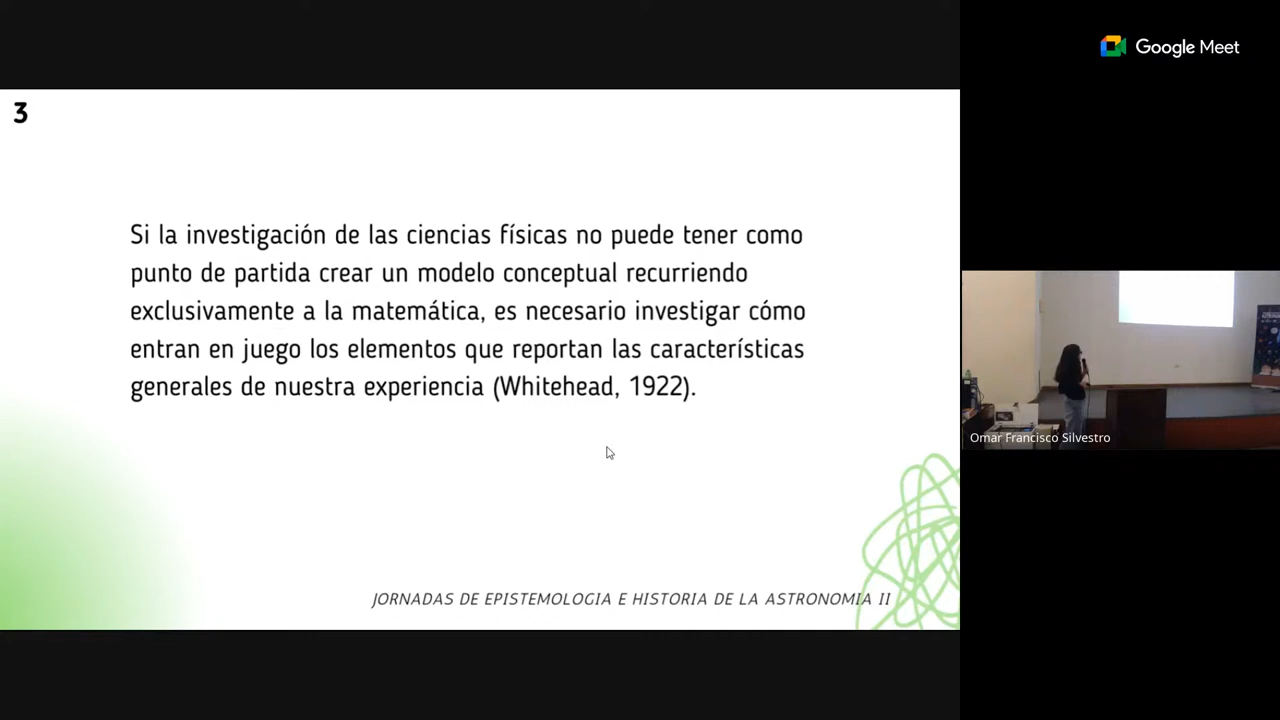 3
Si la investigación de las ciencias físicas no puede tener como
punto de partida crear un modelo conceptual recurriendo
exclusivamente a la matemática, es necesario investigar cómo
entran en juego los elementos que reportan las características
generales de nuestra experiencia (Whitehead, 1922).
JORNADAS DE EPISTEMOLOGIA E HISTORIA DE LA ASTRONOMIA II
Google Meet
Omar Francisco Silvestro